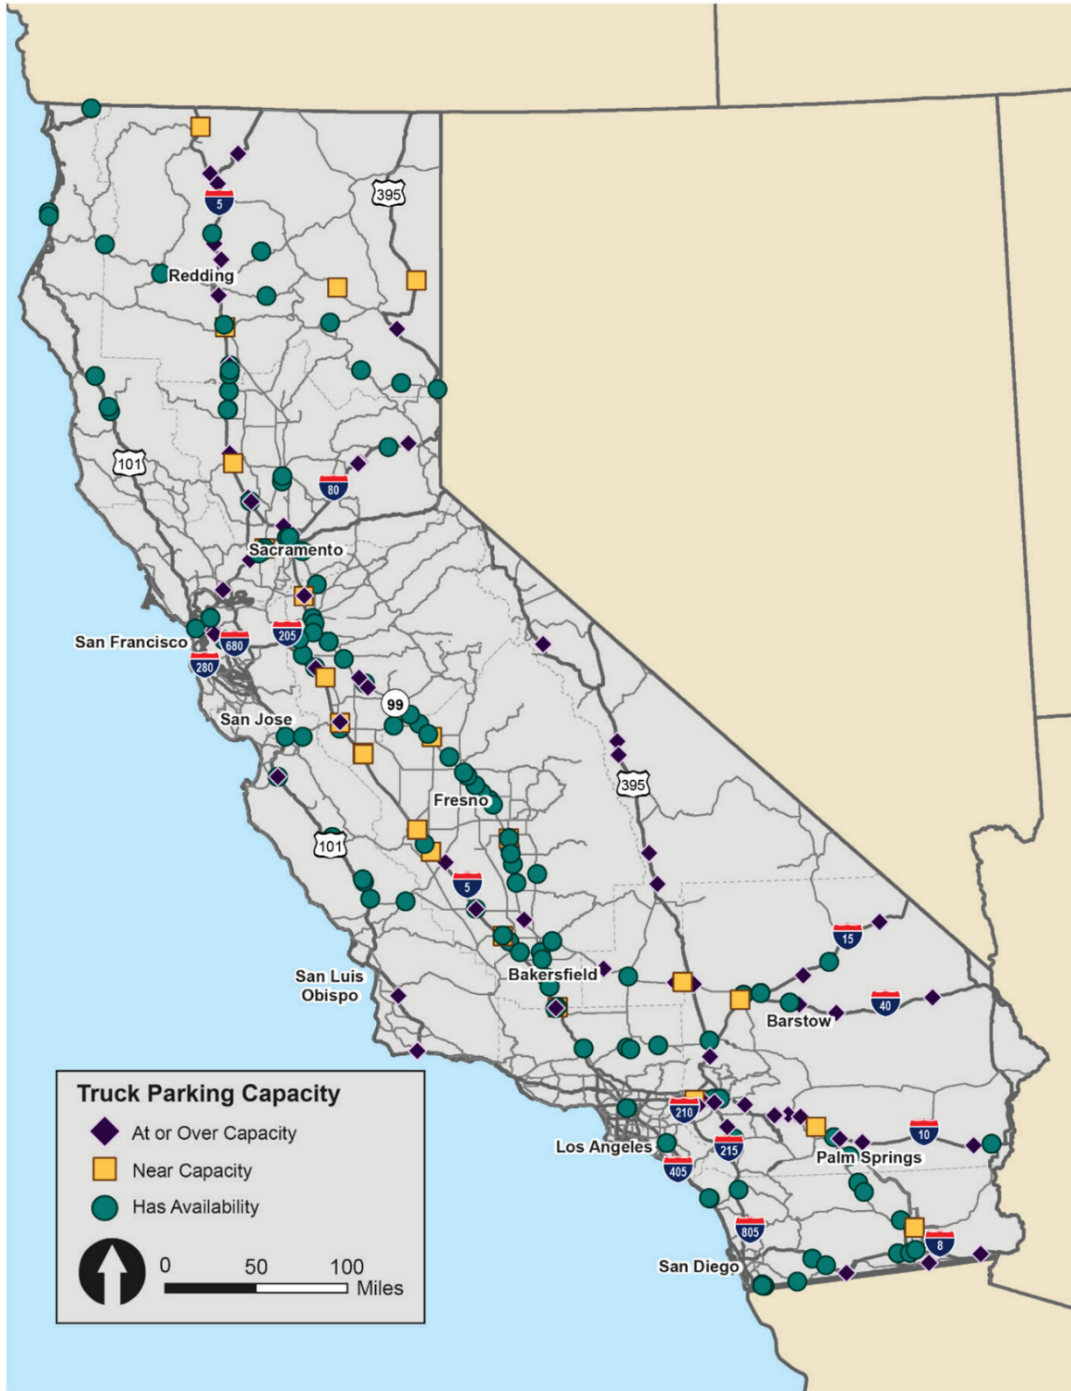 5
395
Redding
101
80
Sacramento
205
San Francisco
680
280
99
San Jose
395
Fresno
101
5
15
San Luis
Obispo
Bakersfield
40
Barstow
Truck Parking Capacity
At or Over Capacity
Near Capacity
Has Availability
0 50 100
Miles
210
10
Los Angeles
215
Palm Springs
405
805
8
San Diego